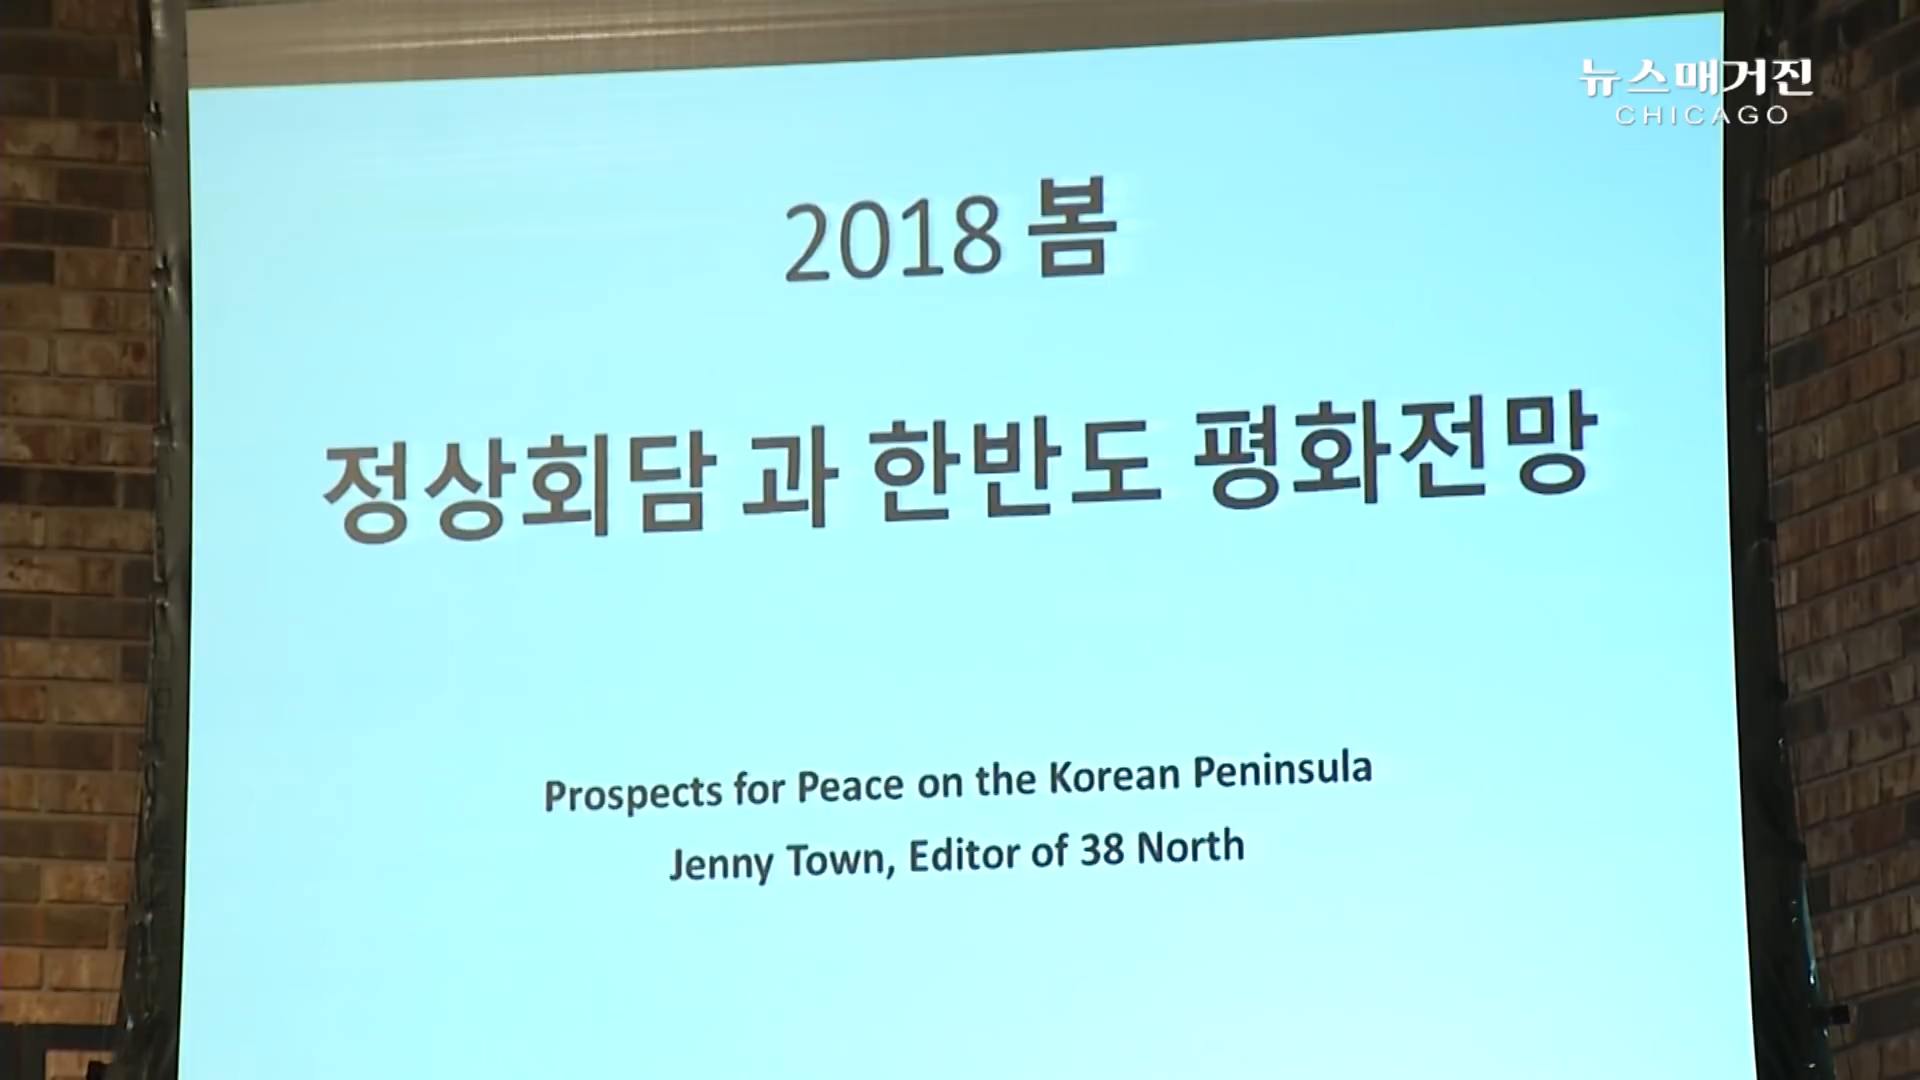 뉴스매거진
CHICAGO
2018 봄
정상회담 과 한반도 평화전망
Prospects for Peace on the Korean Peninsula
Jenny Town, Editor of 38 North